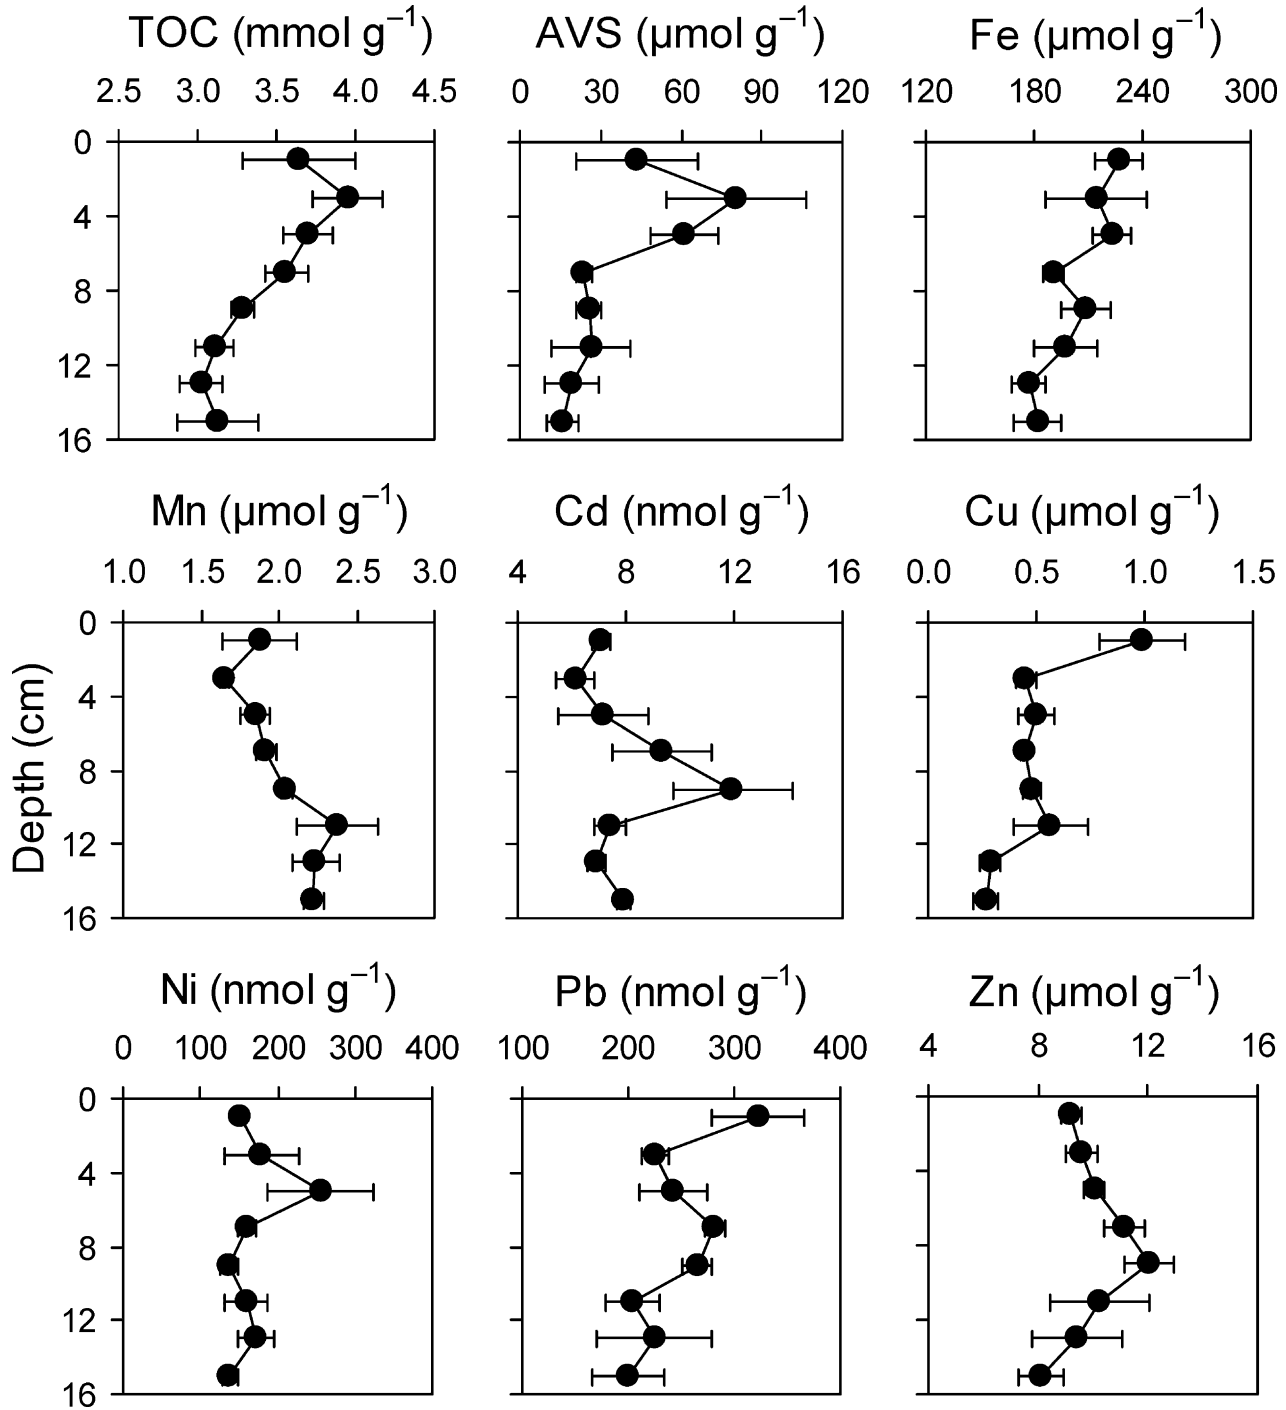 TOC (mmol g⁻¹) AVS (µmol g⁻¹) Fe (µmol g⁻¹)
2.5 3.0 3.5 4.0 4.5 0 30 60 90 120 120 180 240 300
0
4
8
12
16
Mn (µmol g⁻¹) Cd (nmol g⁻¹) Cu (µmol g⁻¹)
1.0 1.5 2.0 2.5 3.0 4 8 12 16 0.0 0.5 1.0 1.5
0
4
8
12
16
Depth (cm)
Ni (nmol g⁻¹) Pb (nmol g⁻¹) Zn (µmol g⁻¹)
0 100 200 300 400 100 200 300 400 4 8 12 16
0
4
8
12
16